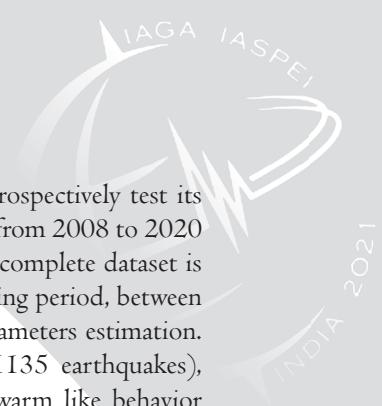 IAGA IASPEI
INDIA 2021
rospectively test its
from 2008 to 2020
complete dataset is
ing period, between
ameters estimation.
1135 earthquakes),
warm like behavior